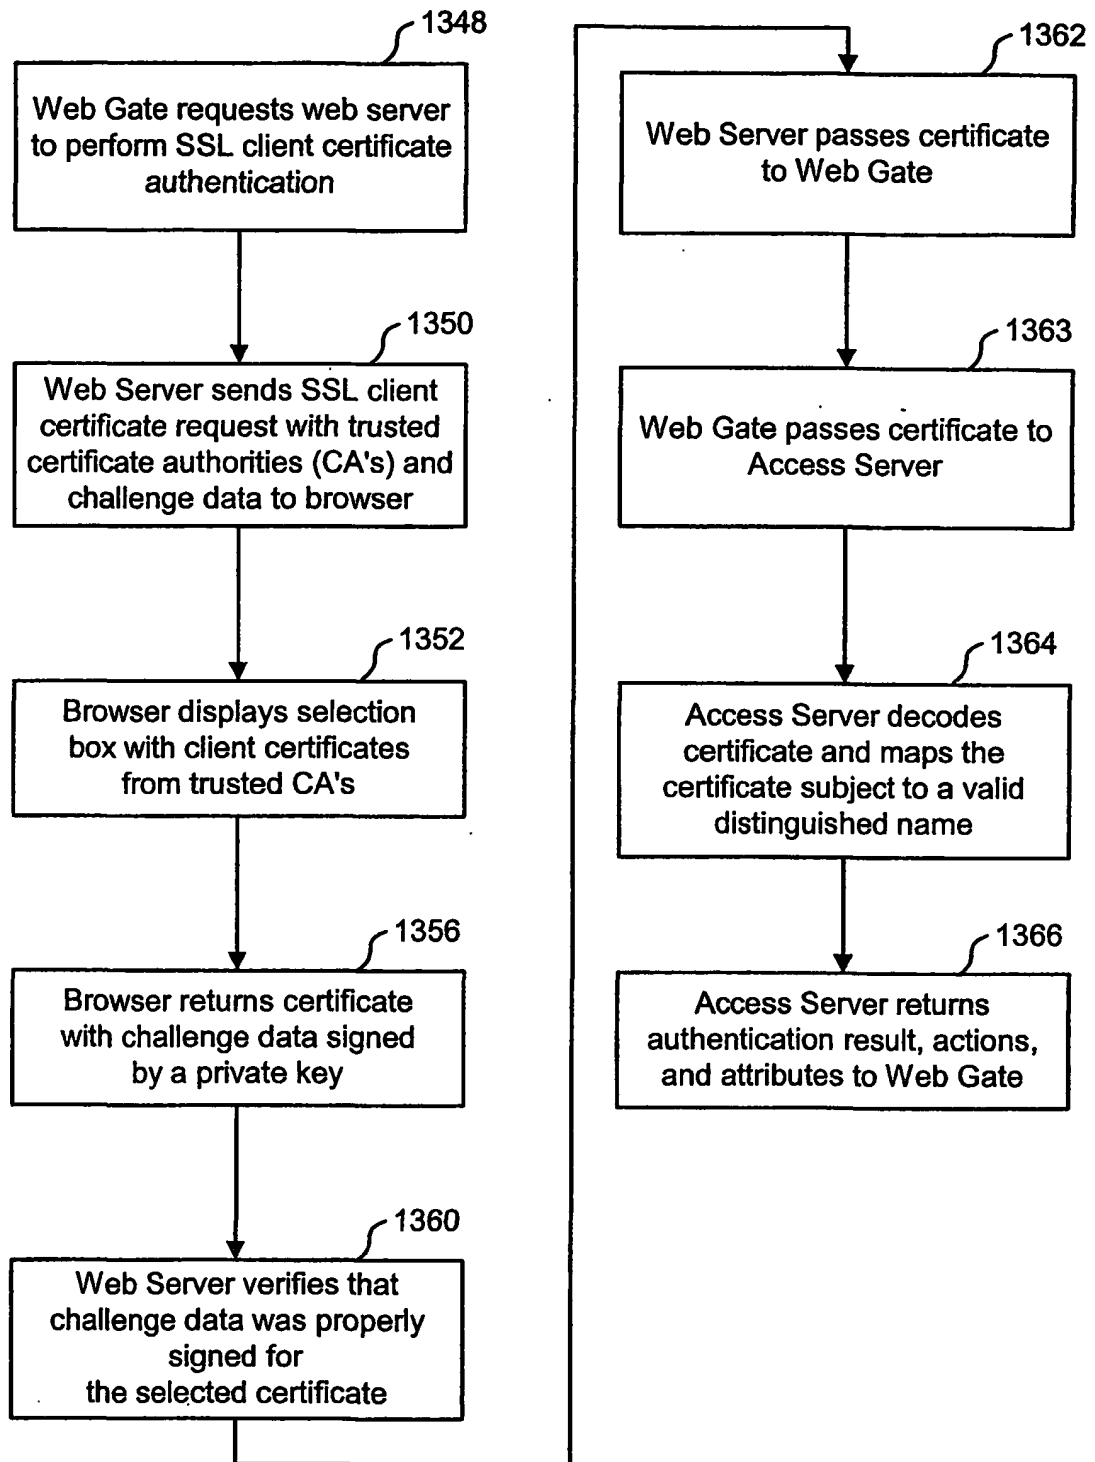 1348
Web Gate requests web server
to perform SSL client certificate
authentication
1350
Web Server sends SSL client
certificate request with trusted
certificate authorities (CA's) and
challenge data to browser
1352
Browser displays selection
box with client certificates
from trusted CA's
1356
Browser returns certificate
with challenge data signed
by a private key
1360
Web Server verifies that
challenge data was properly
signed for
the selected certificate
1362
Web Server passes certificate
to Web Gate
1363
Web Gate passes certificate to
Access Server
1364
Access Server decodes
certificate and maps the
certificate subject to a valid
distinguished name
1366
Access Server returns
authentication result, actions,
and attributes to Web Gate